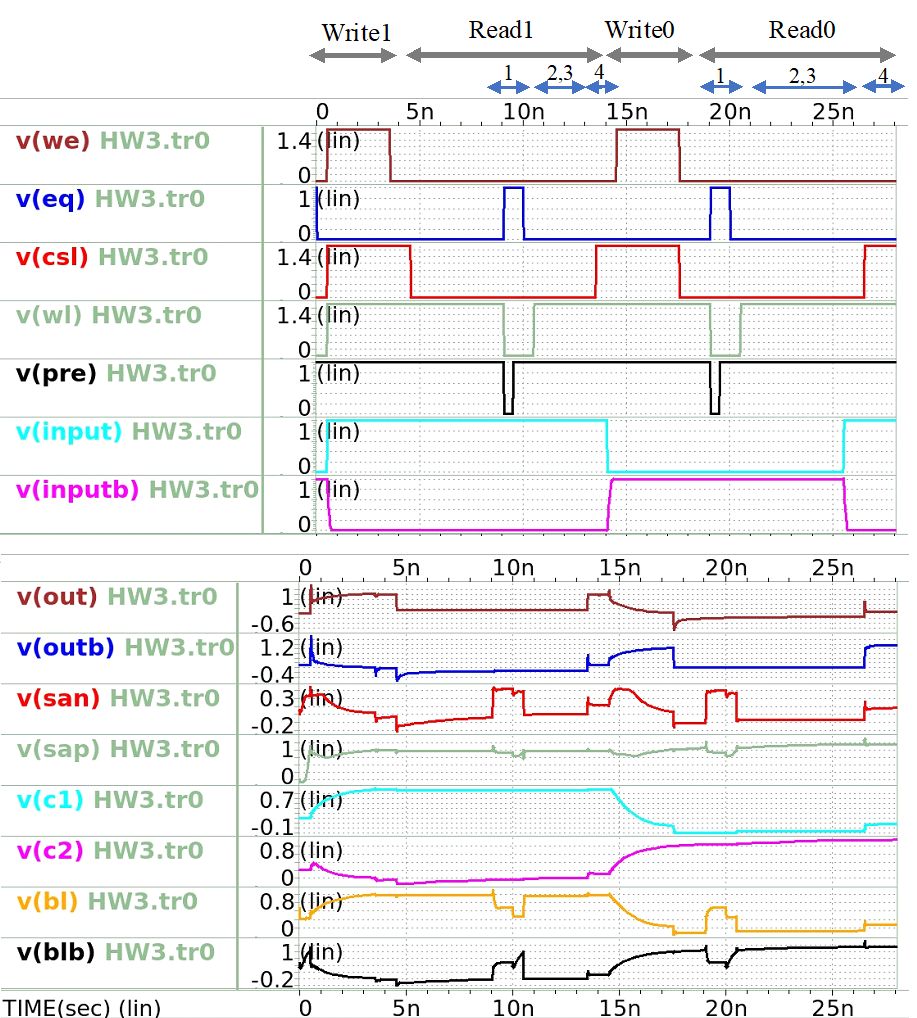 Write1 Read1 Write0 Read0
1 2,3 4 1 2,3 4
0 5n 10n 15n 20n 25n
v(we) HW3.tr0 1.4 (lin)
0
v(eq) HW3.tr0 1 (lin)
0
v(csl) HW3.tr0 1.4 (lin)
0
v(wl) HW3.tr0 1.4 (lin)
0
v(pre) HW3.tr0 1 (lin)
0
v(input) HW3.tr0 1 (lin)
0
v(inputb) HW3.tr0 1 (lin)
0
0 5n 10n 15n 20n 25n
v(out) HW3.tr0 1 (lin)
-0.6
v(outb) HW3.tr0 1.2 (lin)
-0.4
v(san) HW3.tr0 0.3 (lin)
-0.2
v(sap) HW3.tr0 1 (lin)
0
v(c1) HW3.tr0 0.7 (lin)
-0.1
v(c2) HW3.tr0 0.8 (lin)
0
v(bl) HW3.tr0 0.8 (lin)
0
v(blb) HW3.tr0 1 (lin)
-0.2
TIME(sec) (lin) 0 5n 10n 15n 20n 25n